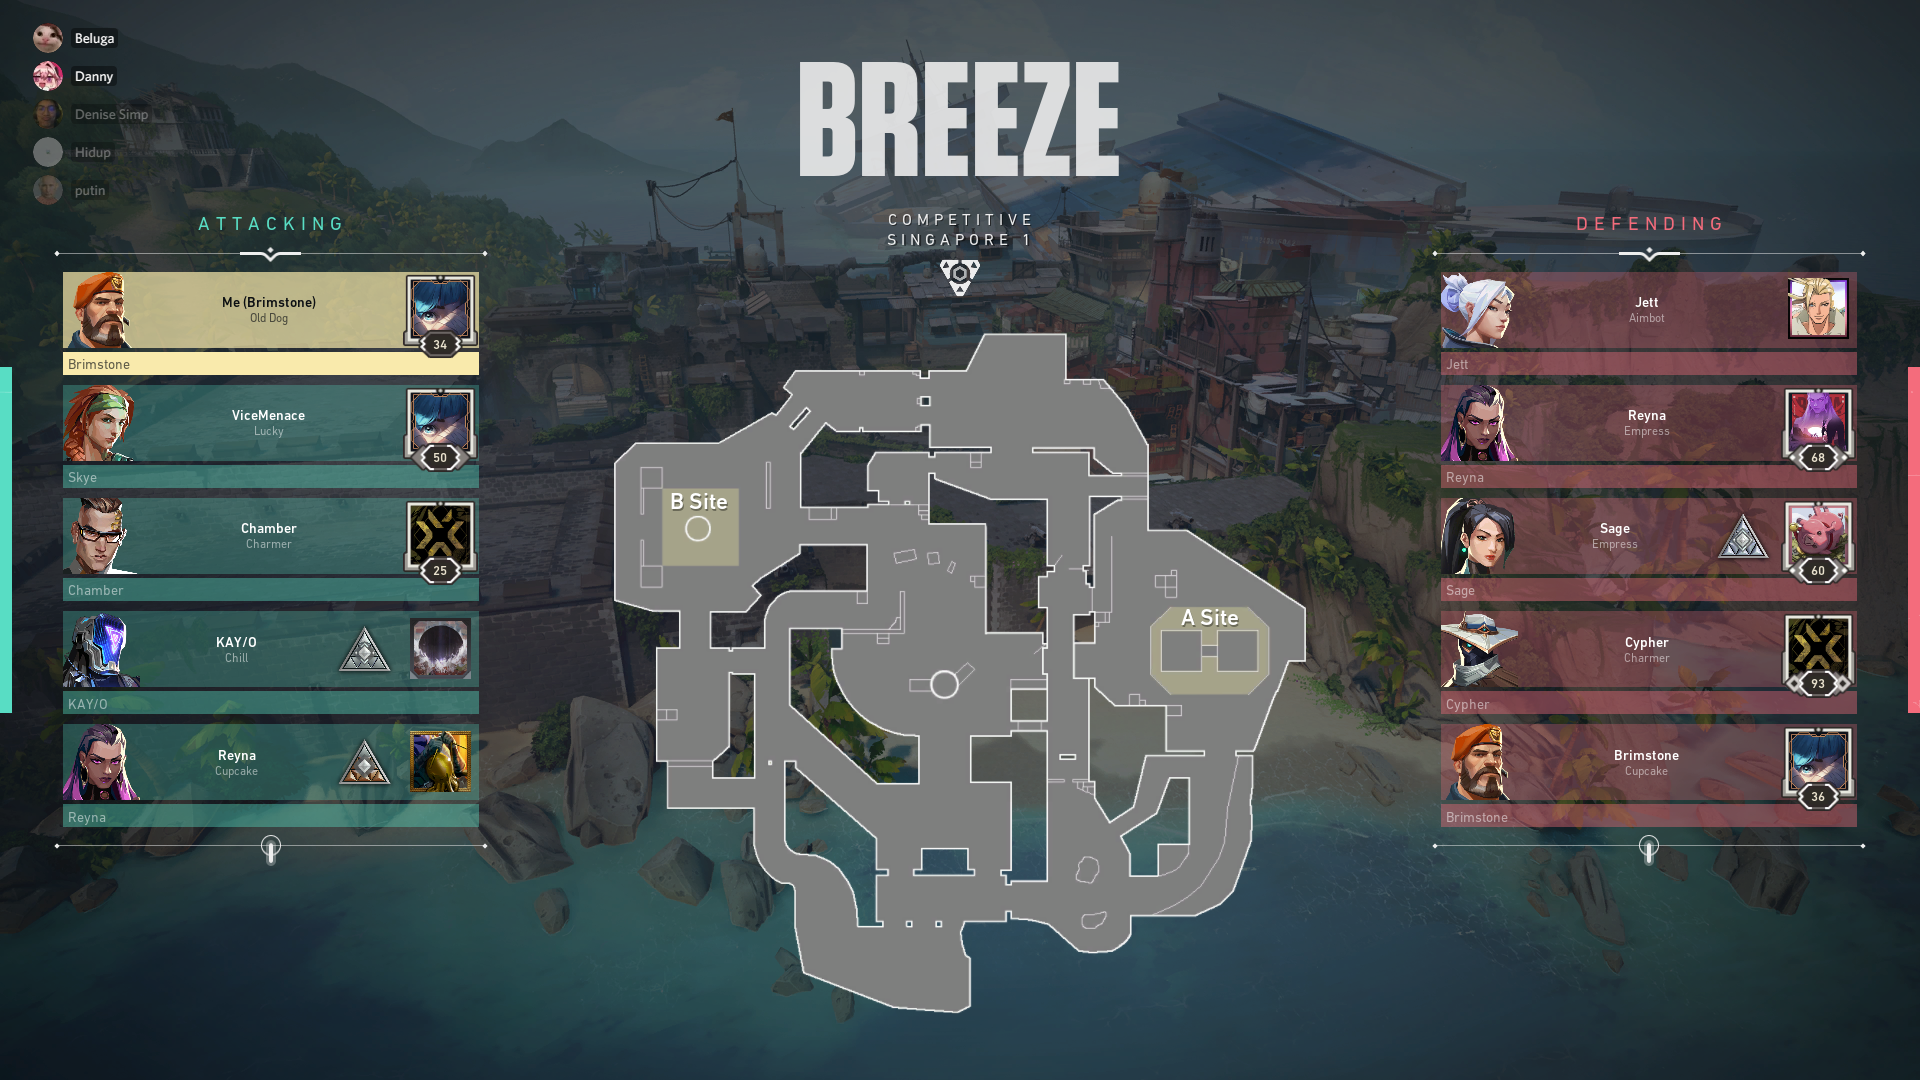 Beluga
Danny
Denise Simp
Hidup
putin
BREEZE
COMPETITIVE
SINGAPORE 1
ATTACKING
Me (Brimstone)
Old Dog
34
Brimstone
ViceMenace
Lucky
50
Skye
Chamber
Charmer
25
Chamber
KAY/O
Chill
KAY/O
Reyna
Cupcake
Reyna
B Site
A Site
DEFENDING
Jett
Aimbot
Jett
Reyna
Empress
68
Reyna
Sage
Empress
60
Sage
Cypher
Charmer
93
Cypher
Brimstone
Cupcake
36
Brimstone